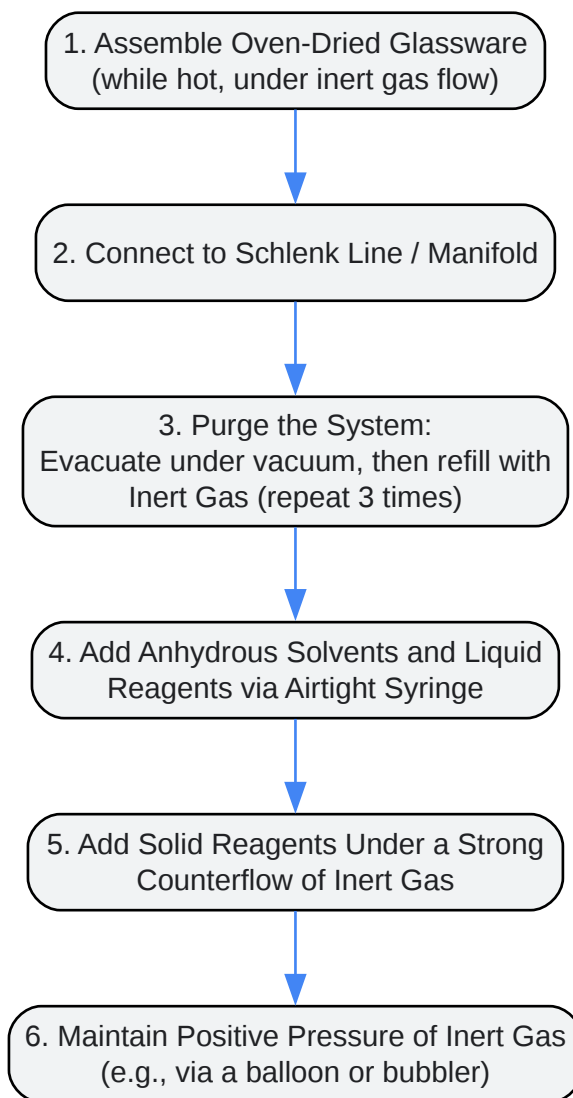 1. Assemble Oven-Dried Glassware
(while hot, under inert gas flow)
2. Connect to Schlenk Line / Manifold
3. Purge the System:
Evacuate under vacuum, then refill with
Inert Gas (repeat 3 times)
4. Add Anhydrous Solvents and Liquid
Reagents via Airtight Syringe
5. Add Solid Reagents Under a Strong
Counterflow of Inert Gas
6. Maintain Positive Pressure of Inert Gas
(e.g., via a balloon or bubbler)